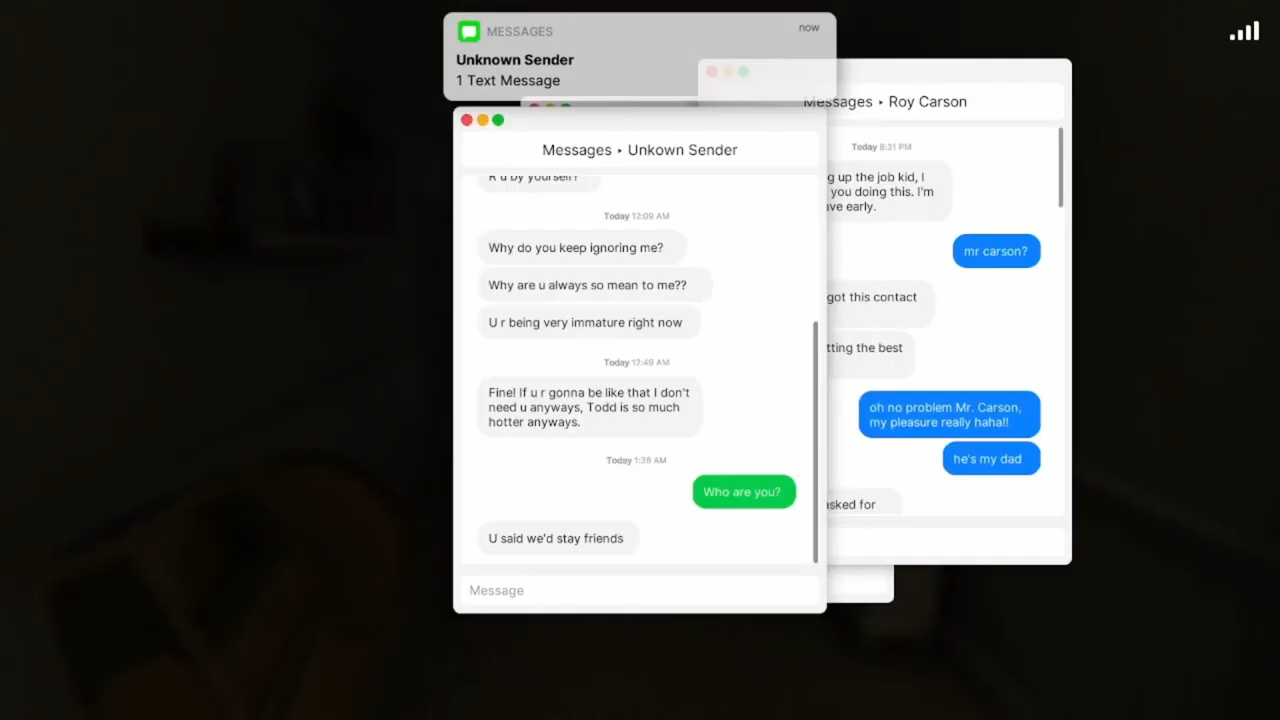 MESSAGES
now
Unknown Sender
1 Text Message
Messages ‣ Unkown Sender
R u by yourself?
Today 12:09 AM
Why do you keep ignoring me?
Why are u always so mean to me??
U r being very immature right now
Today 12:49 AM
Fine! If u r gonna be like that I don't
need u anyways, Todd is so much
hotter anyways.
Today 1:36 AM
Who are you?
U said we'd stay friends
Message
Messages ‣ Roy Carson
Today 8:31 PM
g up the job kid, I
you doing this. I'm
ve early.
mr carson?
got this contact
tting the best
oh no problem Mr. Carson,
my pleasure really haha!!
he's my dad
asked for